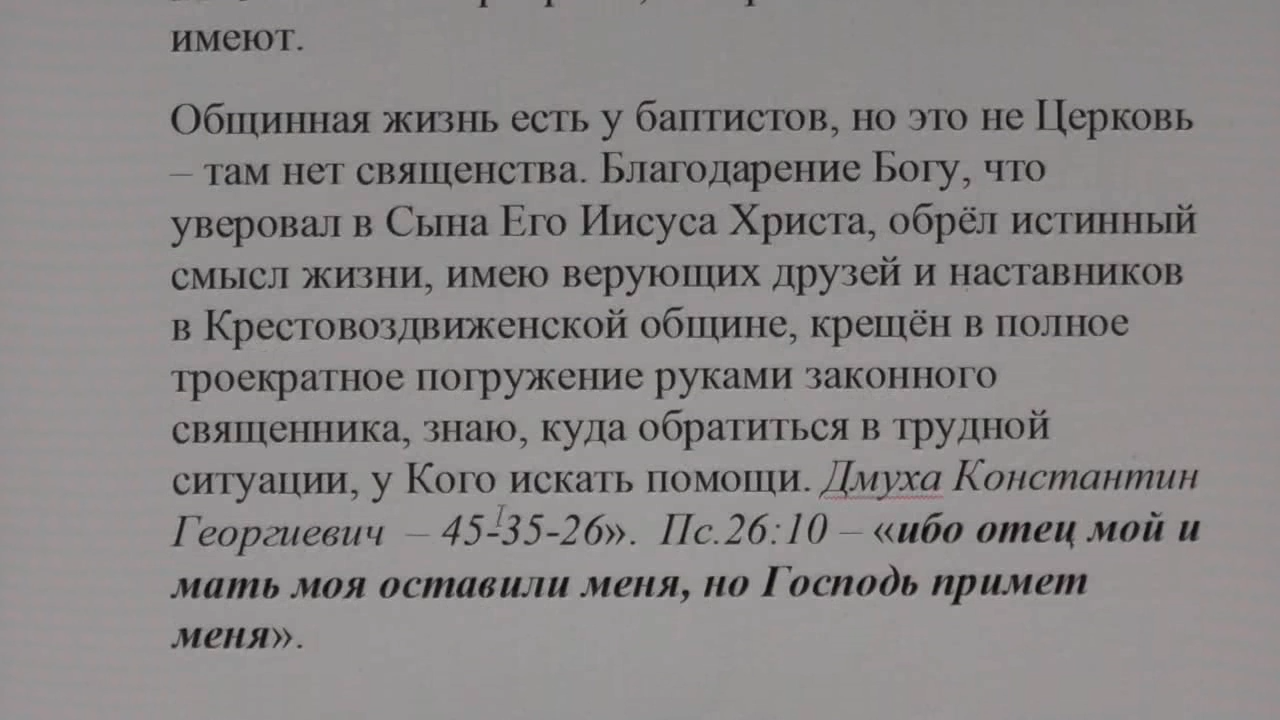 имеют.
Общинная жизнь есть у баптистов, но это не Церковь
– там нет священства. Благодарение Богу, что
уверовал в Сына Его Иисуса Христа, обрёл истинный
смысл жизни, имею верующих друзей и наставников
в Крестовоздвиженской общине, крещён в полное
троекратное погружение руками законного
священника, знаю, куда обратиться в трудной
ситуации, у Кого искать помощи. Дмуха Константин
Георгиевич – 45-35-26». Пс.26:10 – «ибо отец мой и
мать моя оставили меня, но Господь примет
меня».